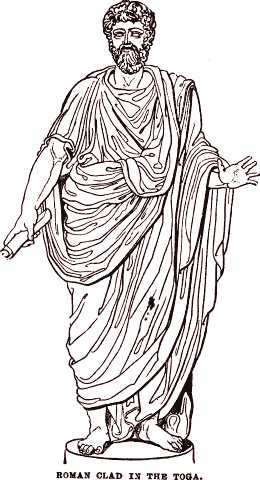 ROMAN CLAD IN THE TOGA.